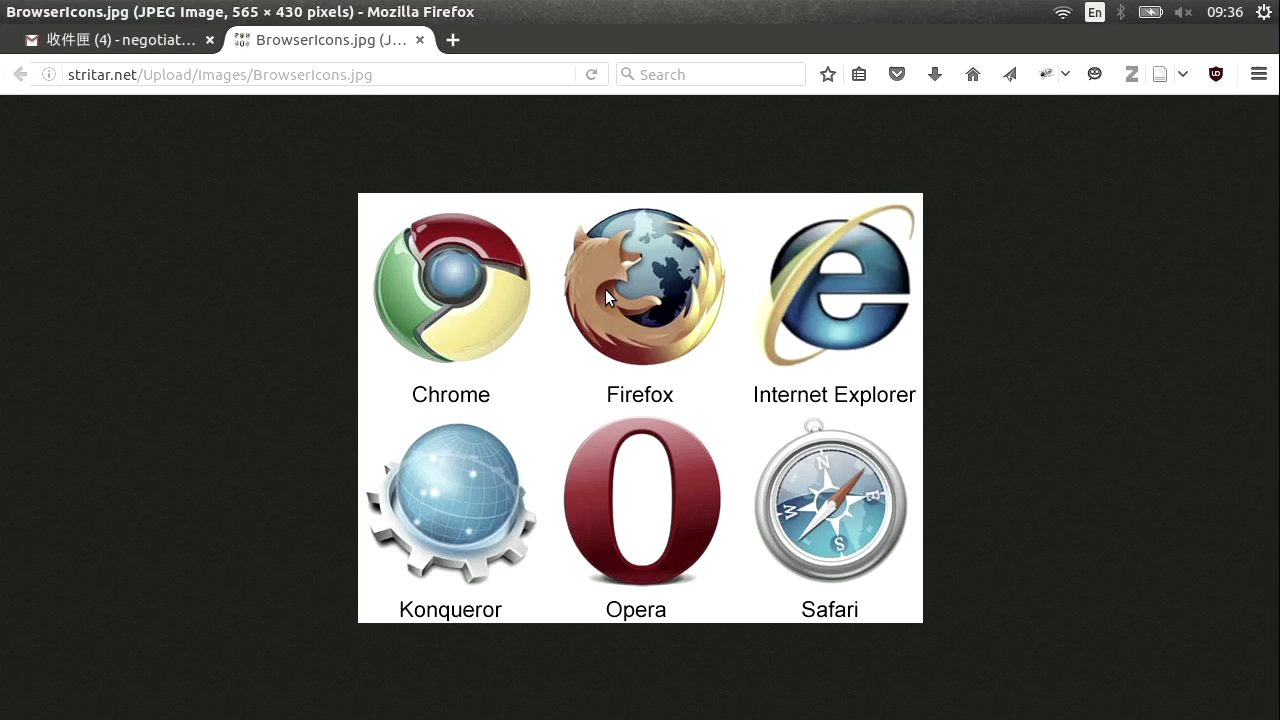 BrowserIcons.jpg (JPEG Image, 565 × 430 pixels) - Mozilla Firefox
En
09:36
收件匣 (4) - negotiat...
BrowserIcons.jpg (J...
stritar.net/Upload/Images/BrowserIcons.jpg
Search
Chrome Firefox Internet Explorer
N
E
S
W
Konqueror Opera Safari